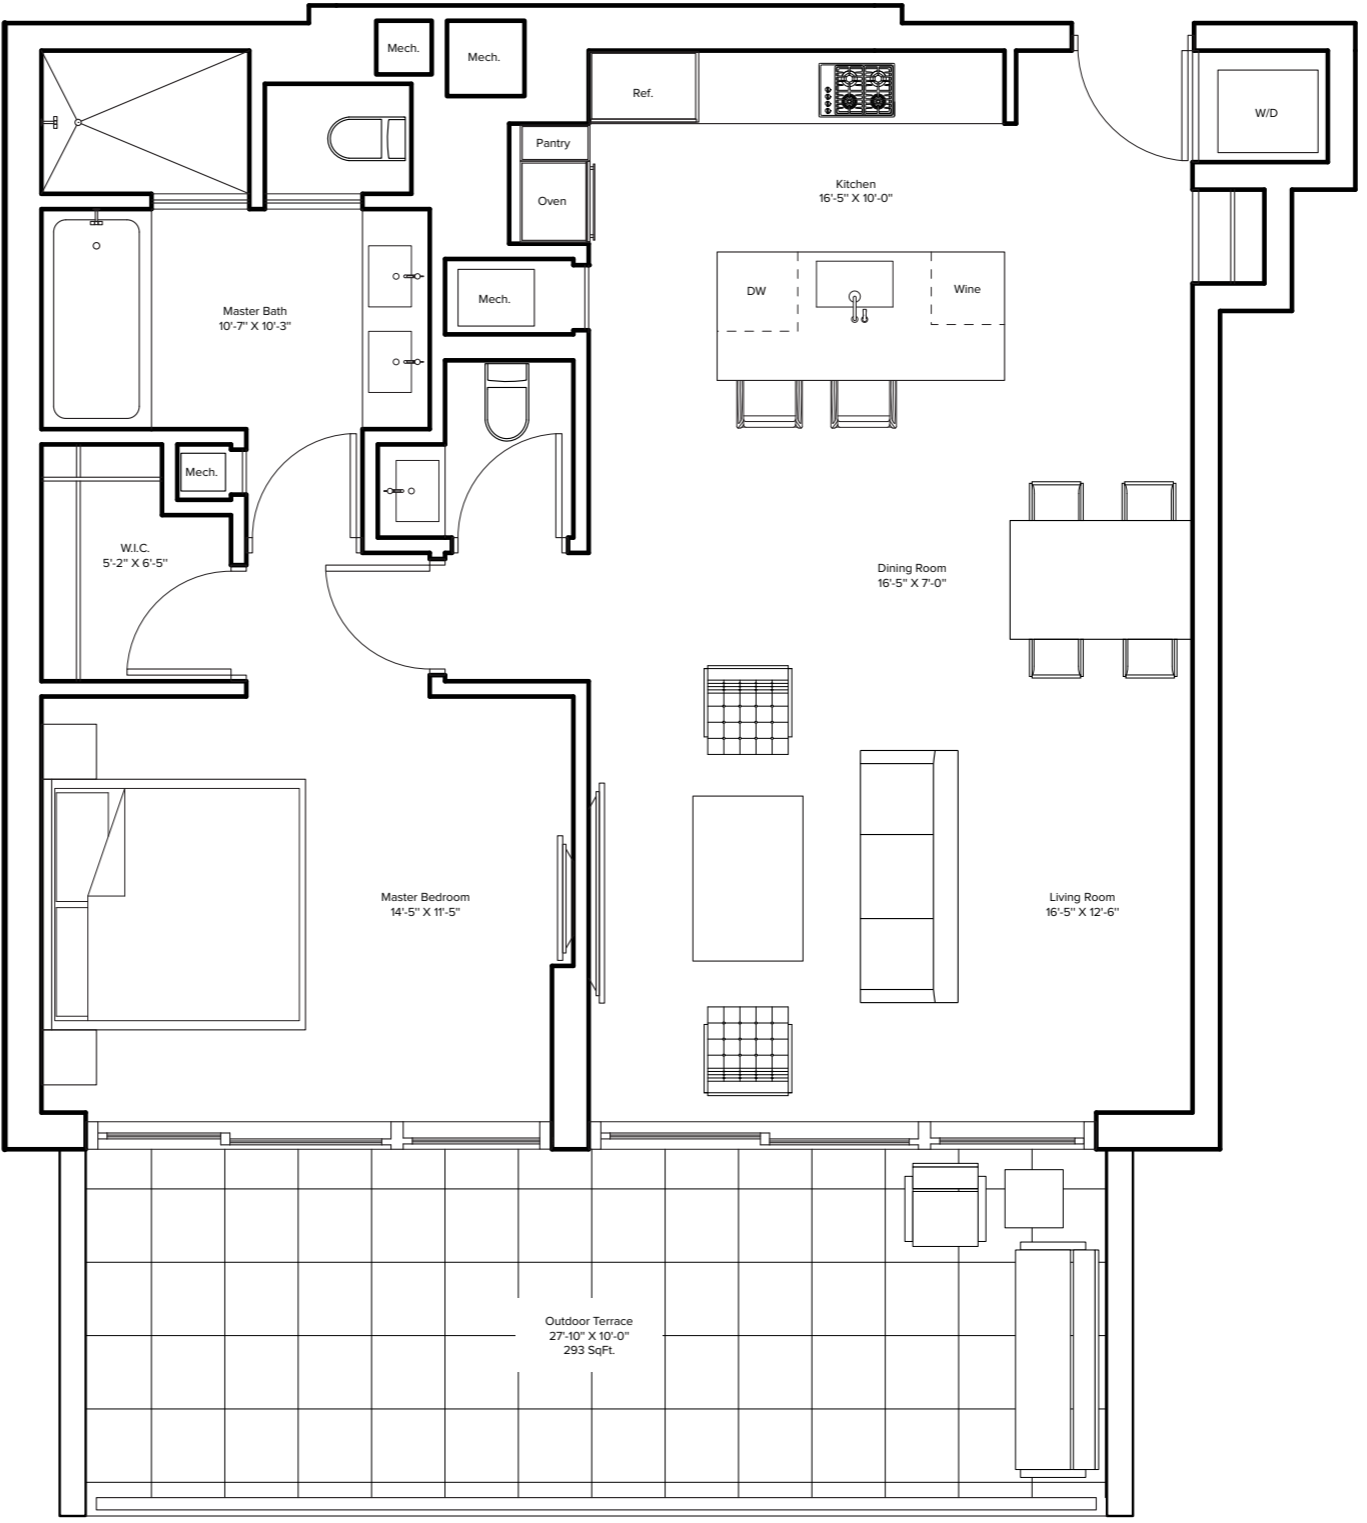 Mech.
Mech.
Ref.
W/D
Pantry
Oven
Kitchen
16'-5" X 10'-0"
Mech.
DW
Wine
Master Bath
10'-7" X 10'-3"
Mech.
W.I.C.
5'-2" X 6'-5"
Dining Room
16'-5" X 7'-0"
Master Bedroom
14'-5" X 11'-5"
Living Room
16'-5" X 12'-6"
Outdoor Terrace
27'-10" X 10'-0"
293 SqFt.